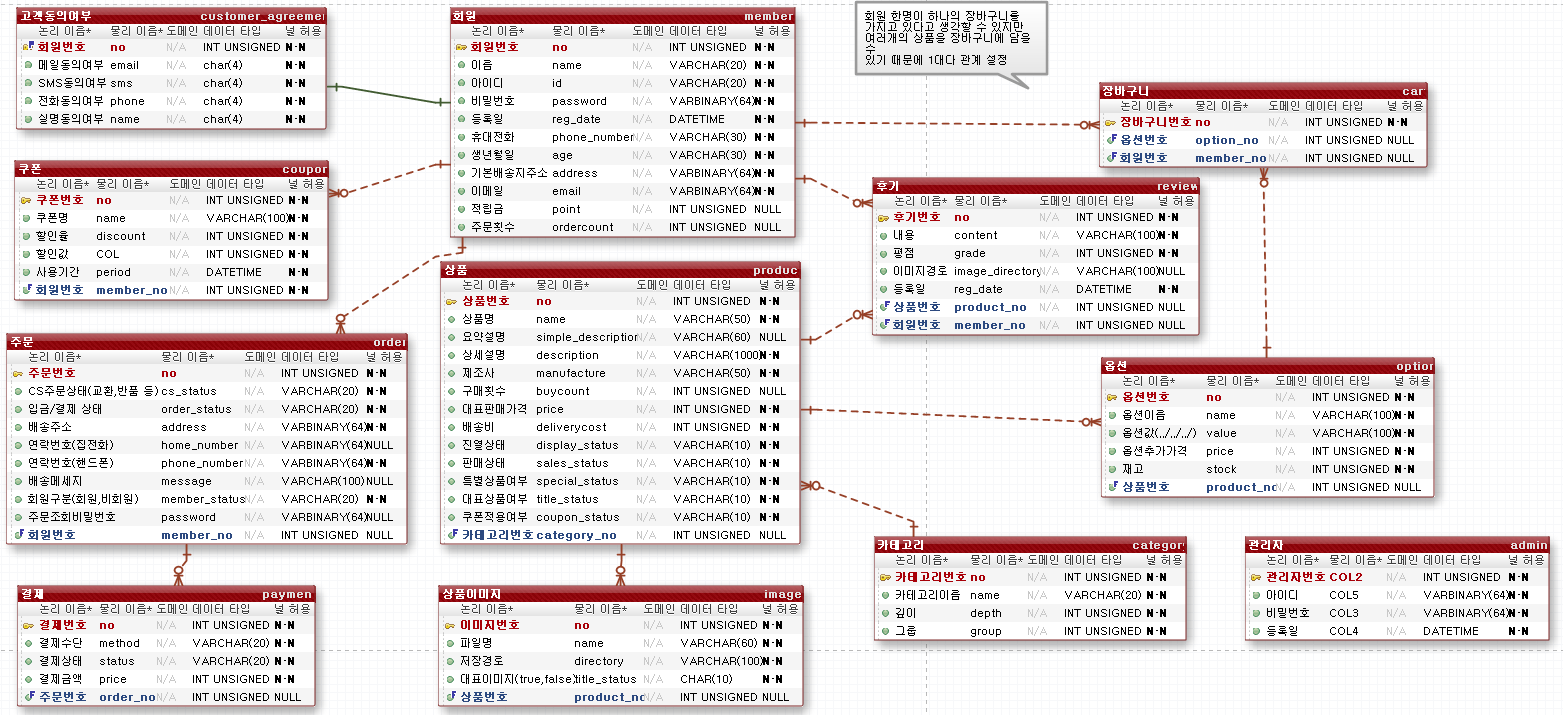 고객동의여부 customer_agreemen
논리 이름* 물리 이름* 도메인 데이터 타입 널 허용
회원번호 no N/A INT UNSIGNED N-N
메일동의여부 email N/A char(4) N-N
SMS동의여부 sms N/A char(4) N-N
전화동의여부 phone N/A char(4) N-N
실명동의여부 name N/A char(4) N-N
회원 member
논리 이름* 물리 이름* 도메인 데이터 타입 널 허용
회원번호 no N/A INT UNSIGNED N-N
이음 name N/A VARCHAR(20) N-N
아이디 id N/A VARCHAR(20) N-N
비밀번호 password N/A VARBINARY(64) N-N
등록일 reg_date N/A DATETIME N-N
휴대전화 phone_number N/A VARCHAR(30) N-N
생년월일 age N/A VARCHAR(30) N-N
기본배송지주소 address N/A VARBINARY(64) N-N
이메일 email N/A VARBINARY(64) N-N
적립금 point N/A INT UNSIGNED NULL
주문횟수 ordercount N/A INT UNSIGNED NULL
회원 한명이 하나의 장바구니를
가지고 있다고 생각할 수 있지만
여러개의 상품을 장바구니에 담을
수
있기 때문에 1대다 관계 설정
장바구니 car
논리 이름* 물리 이름* 도메인 데이터 타입 널 허용
장바구니번호 no N/A INT UNSIGNED N-N
옵션번호 option_no N/A INT UNSIGNED NULL
회원번호 member_no N/A INT UNSIGNED NULL
쿠폰 coupon
논리 이름* 물리 이름* 도메인 데이터 타입 널 허용
쿠폰번호 no N/A INT UNSIGNED N-N
쿠폰명 name N/A VARCHAR(100) N-N
할인율 discount N/A INT UNSIGNED N-N
할인값 COL N/A INT UNSIGNED N-N
사용기간 period N/A DATETIME N-N
회원번호 member_no N/A INT UNSIGNED NULL
후기 review
논리 이름* 물리 이름* 도메인 데이터 타입 널 허용
후기번호 no N/A INT UNSIGNED N-N
내용 content N/A VARCHAR(100) N-N
평점 grade N/A INT UNSIGNED N-N
이미지경로 image_directory N/A VARCHAR(100) NULL
등록일 reg_date N/A DATETIME N-N
상품번호 product_no N/A INT UNSIGNED NULL
회원번호 member_no N/A INT UNSIGNED NULL
상품 produc
논리 이름* 물리 이름* 도메인 데이터 타입 널 허용
상품번호 no N/A INT UNSIGNED N-N
상품명 name N/A VARCHAR(50) N-N
요약설명 simple_description N/A VARCHAR(60) NULL
상세설명 description N/A VARCHAR(1000) N-N
제조사 manufacture N/A VARCHAR(50) N-N
구매횟수 buycount N/A INT UNSIGNED NULL
대표판매가격 price N/A INT UNSIGNED N-N
배송비 deliverycost N/A INT UNSIGNED N-N
진열상태 display_status N/A VARCHAR(10) N-N
판매상태 sales_status N/A VARCHAR(10) N-N
특별상품여부 special_status N/A VARCHAR(10) N-N
대표상품여부 title_status N/A VARCHAR(10) N-N
쿠폰적용여부 coupon_status N/A VARCHAR(10) N-N
카테고리번호 category_no N/A INT UNSIGNED NULL
주문 order
논리 이름* 물리 이름* 도메인 데이터 타입 널 허용
주문번호 no N/A INT UNSIGNED N-N
CS주문상태(교환,반품 등) cs_status N/A VARCHAR(20) N-N
입금/결제 상태 order_status N/A VARCHAR(20) N-N
배송주소 address N/A VARBINARY(64) N-N
연락번호(집전화) home_number N/A VARBINARY(64) NULL
연락번호(핸드폰) phone_number N/A VARBINARY(64) N-N
배송메세지 message N/A VARCHAR(100) NULL
회원구분(회원,비회원) member_status N/A VARCHAR(20) N-N
주문조회비밀번호 password N/A VARBINARY(64) NULL
회원번호 member_no N/A INT UNSIGNED NULL
옵션 option
논리 이름* 물리 이름* 도메인 데이터 타입 널 허용
옵션번호 no N/A INT UNSIGNED N-N
옵션이름 name N/A VARCHAR(100) N-N
옵션값(../../../) value N/A VARCHAR(100) N-N
옵션추가가격 price N/A INT UNSIGNED N-N
재고 stock N/A INT UNSIGNED N-N
상품번호 product_no N/A INT UNSIGNED NULL
카테고리 category
논리 이름* 물리 이름* 도메인 데이터 타입 널 허용
카테고리번호 no N/A INT UNSIGNED N-N
카테고리이음 name N/A VARCHAR(20) N-N
깊이 depth N/A INT UNSIGNED N-N
그룹 group N/A INT UNSIGNED N-N
관리자 admin
논리 이름* 물리 이름* 도메인 데이터 타입 널 허용
관리자번호 COL2 N/A INT UNSIGNED N-N
아이디 COL5 N/A VARBINARY(64) N-N
비밀번호 COL3 N/A VARBINARY(64) N-N
등록일 COL4 N/A DATETIME N-N
결제 paymen
논리 이름* 물리 이름* 도메인 데이터 타입 널 허용
결제번호 no N/A INT UNSIGNED N-N
결제수단 method N/A VARCHAR(20) N-N
결제상태 status N/A VARCHAR(20) N-N
결제금액 price N/A INT UNSIGNED N-N
주문번호 order_no N/A INT UNSIGNED NULL
상품이미지 image
논리 이름* 물리 이름* 도메인 데이터 타입 널 허용
이미지번호 no N/A INT UNSIGNED N-N
파일명 name N/A VARCHAR(60) N-N
저장경로 directory N/A VARCHAR(100) N-N
대표이미지(true,false) title_status N/A CHAR(10) N-N
상품번호 product_no N/A INT UNSIGNED NULL